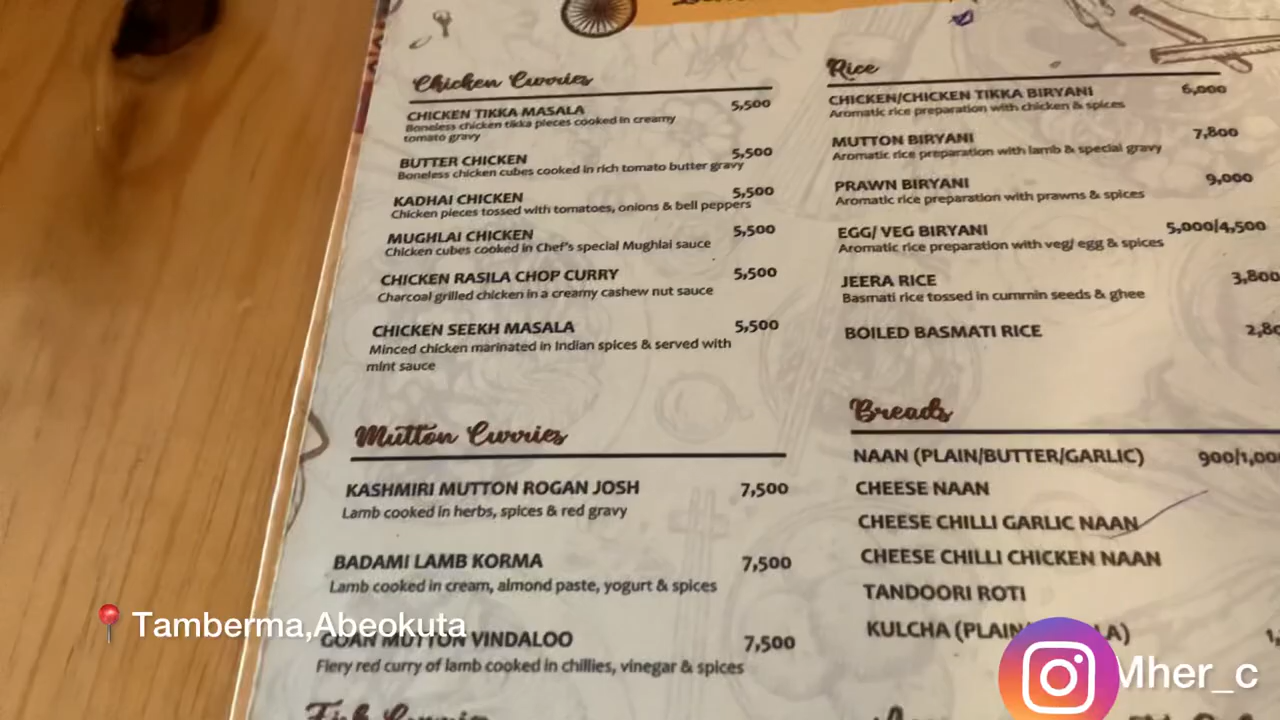 Chicken Curries
CHICKEN TIKKA MASALA 5,500
Boneless chicken tikka pieces cooked in creamy
tomato gravy
BUTTER CHICKEN 5,500
Boneless chicken cubes cooked in rich tomato butter gravy
KADHAI CHICKEN 5,500
Chicken pieces tossed with tomatoes, onions & bell peppers
MUGHLAI CHICKEN 5,500
Chicken cubes cooked in Chef's special Mughlai sauce
CHICKEN RASILA CHOP CURRY 5,500
Charcoal grilled chicken in a creamy cashew nut sauce
CHICKEN SEEKH MASALA 5,500
Minced chicken marinated in Indian spices & served with
mint sauce
Mutton Curries
KASHMIRI MUTTON ROGAN JOSH 7,500
Lamb cooked in herbs, spices & red gravy
BADAMI LAMB KORMA 7,500
Lamb cooked in cream, almond paste, yogurt & spices
GOAN MUTTON VINDALOO 7,500
Fiery red curry of lamb cooked in chillies, vinegar & spices
Rice
CHICKEN/CHICKEN TIKKA BIRYANI 6,000
Aromatic rice preparation with chicken & spices
MUTTON BIRYANI 7,800
Aromatic rice preparation with lamb & special gravy
PRAWN BIRYANI 9,000
Aromatic rice preparation with prawns & spices
EGG/ VEG BIRYANI 5,000/4,500
Aromatic rice preparation with veg/ egg & spices
JEERA RICE 3,800
Basmati rice tossed in cummin seeds & ghee
BOILED BASMATI RICE
Breads
NAAN (PLAIN/BUTTER/GARLIC)
CHEESE NAAN
CHEESE CHILLI GARLIC NAAN
CHEESE CHILLI CHICKEN NAAN
TANDOORI ROTI
KULCHA
Tamberma,Abeokuta
Mher_c